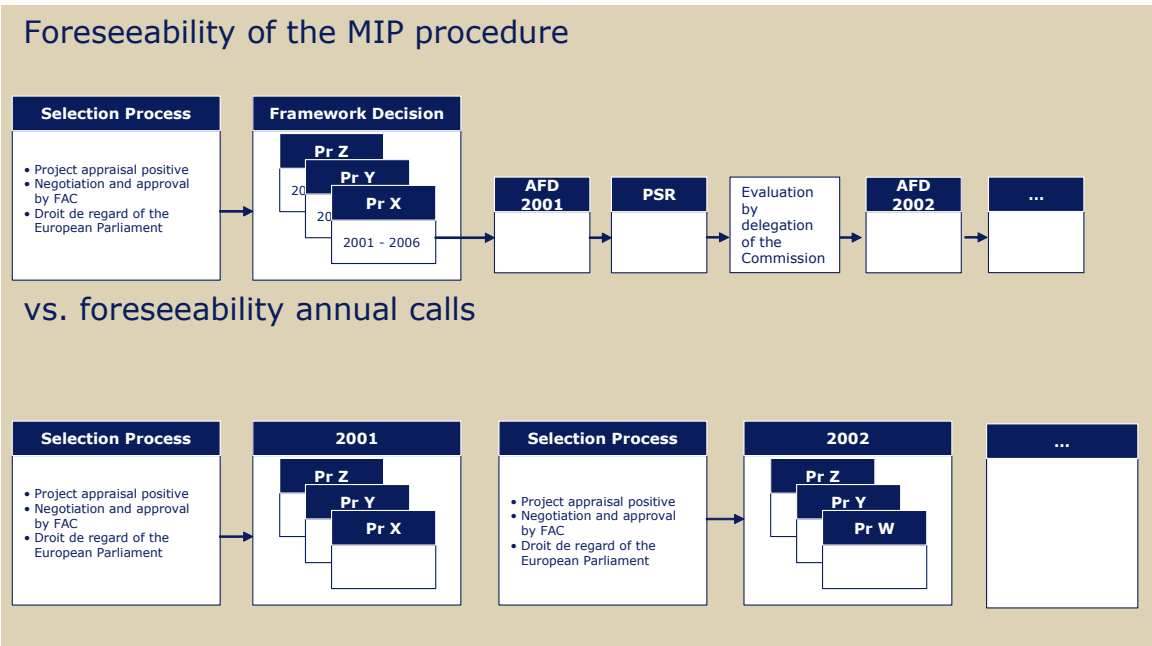 Foreseeability of the MIP procedure
Selection Process
• Project appraisal positive
• Negotiation and approval
by FAC
• Droit de regard of the
European Parliament
Framework Decision
Pr Z
20
Pr Y
20
Pr X
2001 - 2006
AFD
2001
PSR
Evaluation
by
delegation
of the
Commission
AFD
2002
...
vs. foreseeability annual calls
Selection Process
• Project appraisal positive
• Negotiation and approval
by FAC
• Droit de regard of the
European Parliament
2001
Pr Z
Pr Y
Pr X
Selection Process
• Project appraisal positive
• Negotiation and approval
by FAC
• Droit de regard of the
European Parliament
2002
Pr Z
Pr Y
Pr W
...